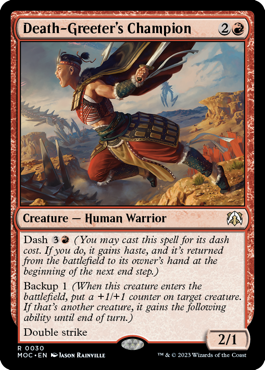 Death-Greeter's Champion 2
Creature — Human Warrior
Dash 3 (You may cast this spell for its dash
cost. If you do, it gains haste, and it's returned
from the battlefield to its owner's hand at the
beginning of the next end step.)
Backup 1 (When this creature enters the
battlefield, put a +1/+1 counter on target creature.
If that's another creature, it gains the following
ability until end of turn.)
Double strike
2/1
R 0030
MOC • EN JASON RAINVILLE ™ & © 2023 Wizards of the Coast